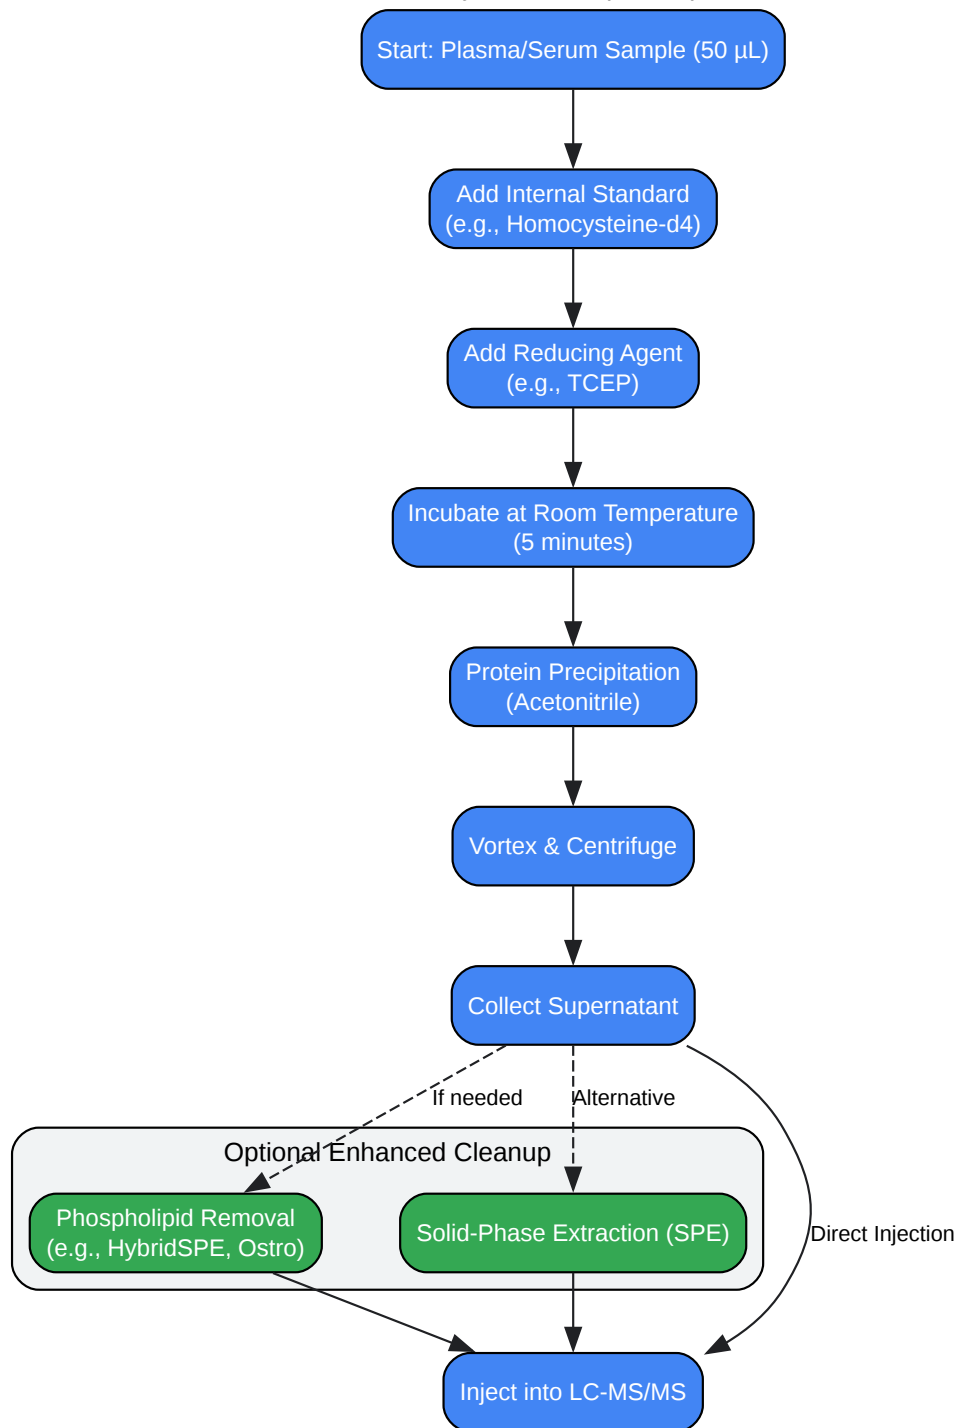 Start: Plasma/Serum Sample (50 µL)
Add Internal Standard
(e.g., Homocysteine-d4)
Add Reducing Agent
(e.g., TCEP)
Incubate at Room Temperature
(5 minutes)
Protein Precipitation
(Acetonitrile)
Vortex & Centrifuge
Collect Supernatant
If needed
Alternative
Optional Enhanced Cleanup
Phospholipid Removal
(e.g., HybridSPE, Ostro)
Solid-Phase Extraction (SPE)
Direct Injection
Inject into LC-MS/MS